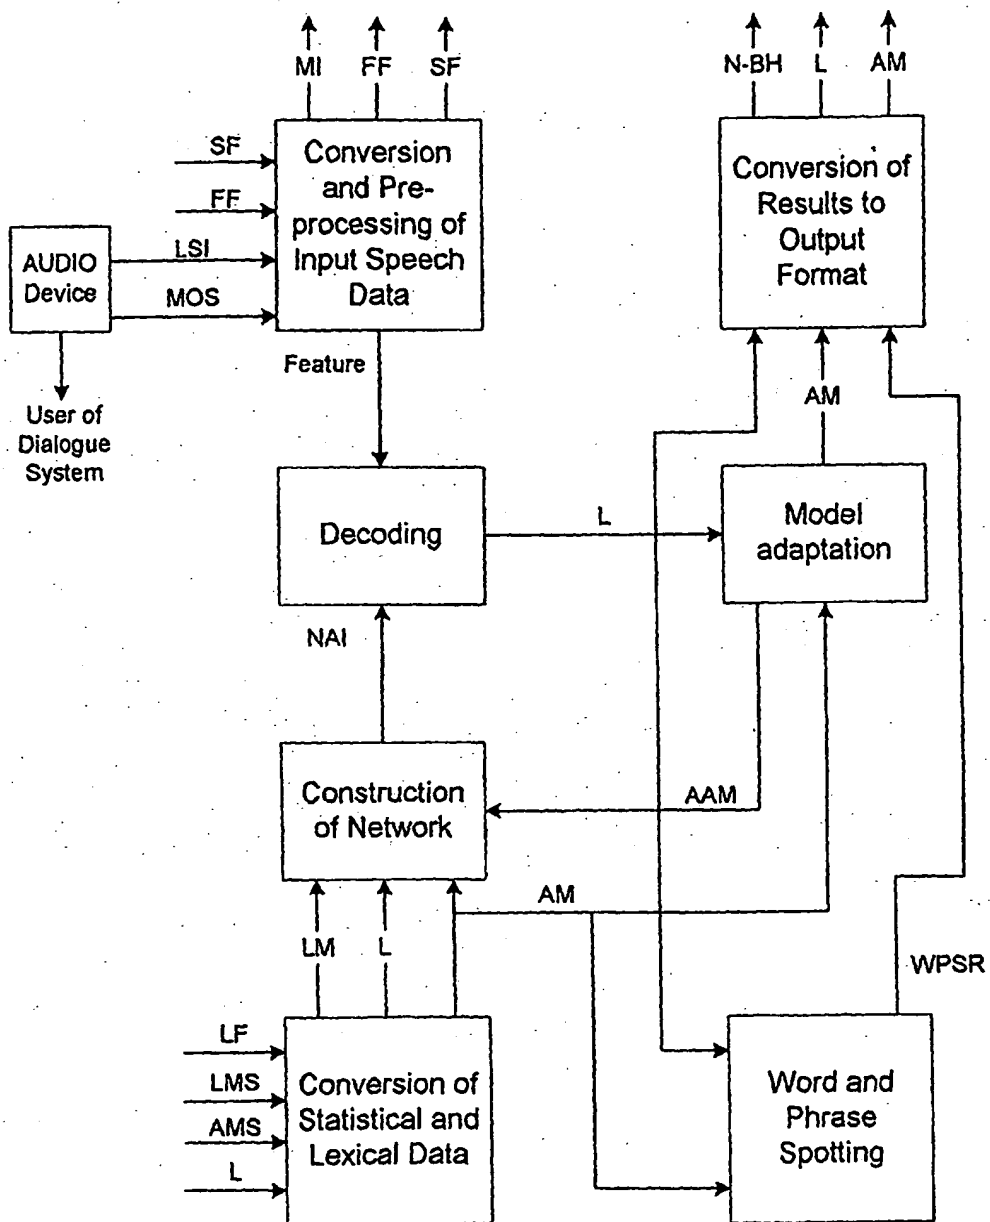 MI
FF
SF
N-BH
L
AM
SF
FF
LSI
MOS
AUDIO
Device
User of
Dialogue
System
Conversion
and Pre-
processing of
Input Speech
Data
Conversion of
Results to
Output
Format
Feature
AM
Decoding
L
Model
adaptation
NAI
Construction
of Network
AAM
AM
LM
L
WPSR
LF
LMS
AMS
L
Conversion of
Statistical and
Lexical Data
Word and
Phrase
Spotting